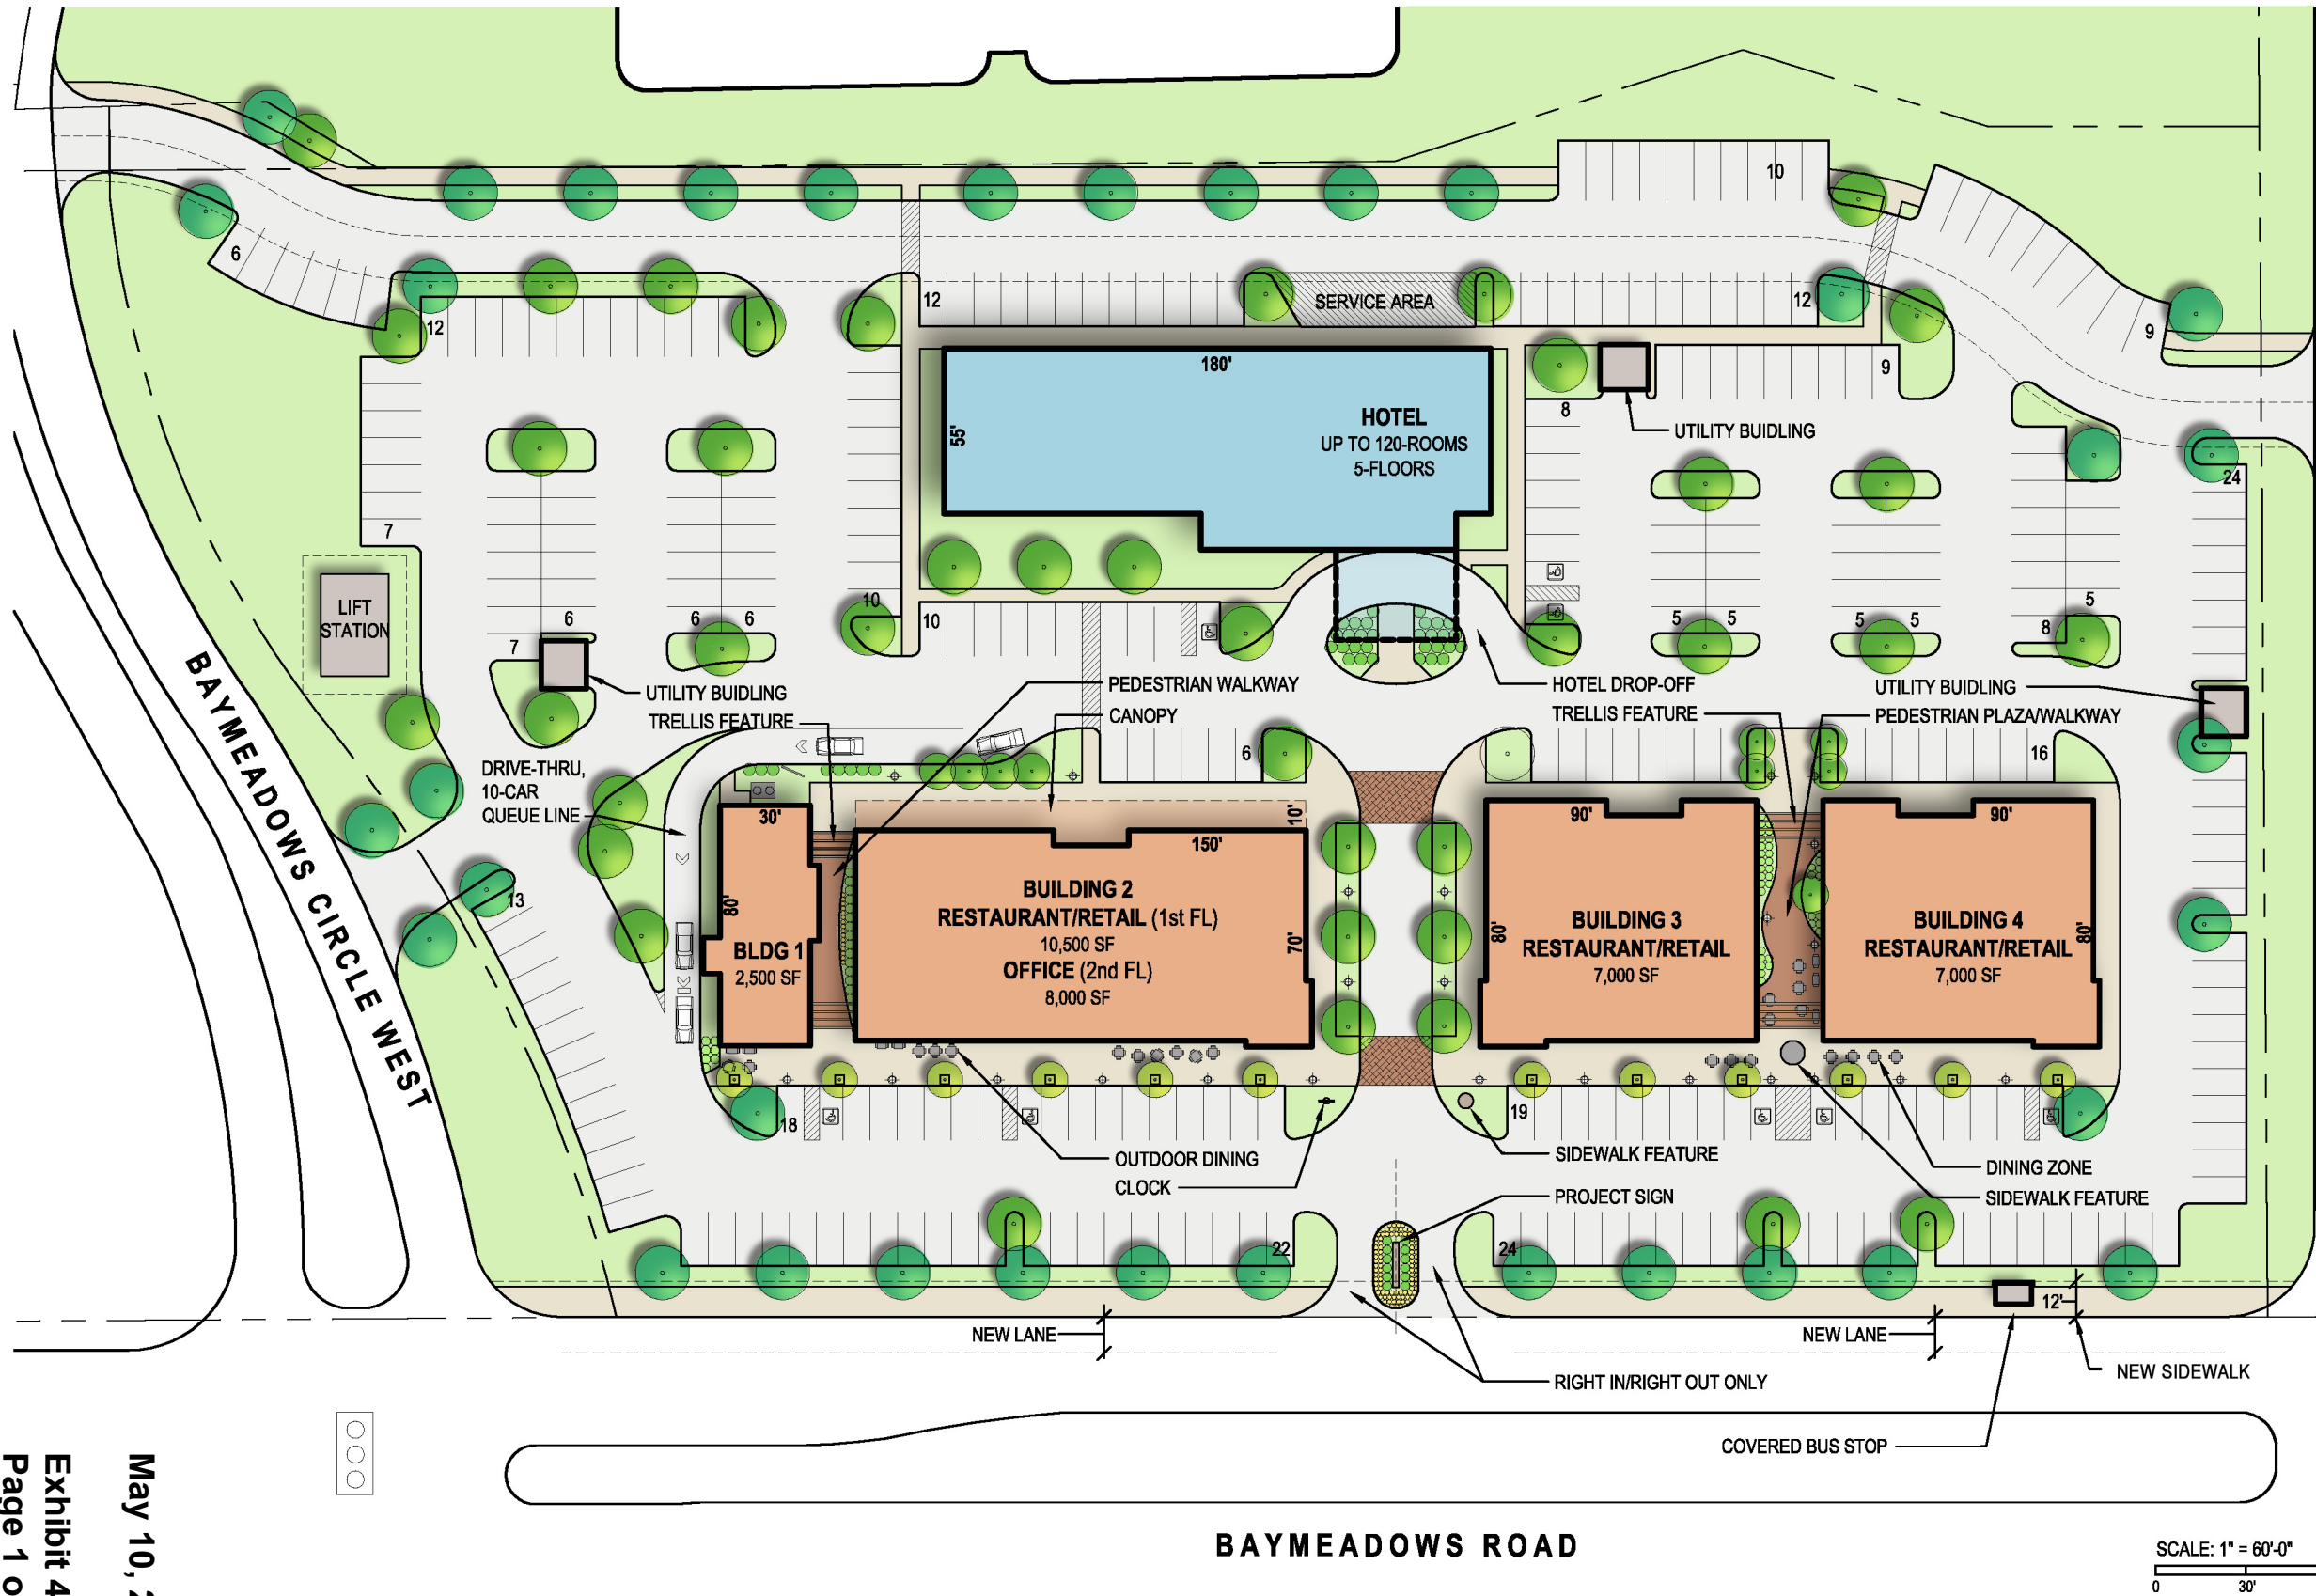 10
6
12
12
SERVICE AREA
12
9
180'
9
55'
HOTEL
UP TO 120-ROOMS
5-FLOORS
8
UTILITY BUIDLING
24
7
LIFT
STATION
6
6
6
7
10
10
5
5
5
5
5
8
UTILITY BUIDLING
TRELLIS FEATURE
PEDESTRIAN WALKWAY
CANOPY
HOTEL DROP-OFF
TRELLIS FEATURE
UTILITY BUIDLING
PEDESTRIAN PLAZA/WALKWAY
6
16
DRIVE-THRU,
10-CAR
QUEUE LINE
30'
10'
150'
90'
90'
80'
BLDG 1
2,500 SF
BUILDING 2
RESTAURANT/RETAIL (1st FL)
10,500 SF
OFFICE (2nd FL)
8,000 SF
70'
80'
BUILDING 3
RESTAURANT/RETAIL
7,000 SF
BUILDING 4
RESTAURANT/RETAIL
7,000 SF
80'
13
BAYMEADOWS CIRCLE WEST
18
19
OUTDOOR DINING
CLOCK
SIDEWALK FEATURE
PROJECT SIGN
DINING ZONE
SIDEWALK FEATURE
22
24
12'
NEW LANE
NEW LANE
RIGHT IN/RIGHT OUT ONLY
NEW SIDEWALK
COVERED BUS STOP
BAYMEADOWS ROAD
SCALE: 1" = 60'-0"
0 30'
May 10,
Exhibit 4
Page 1